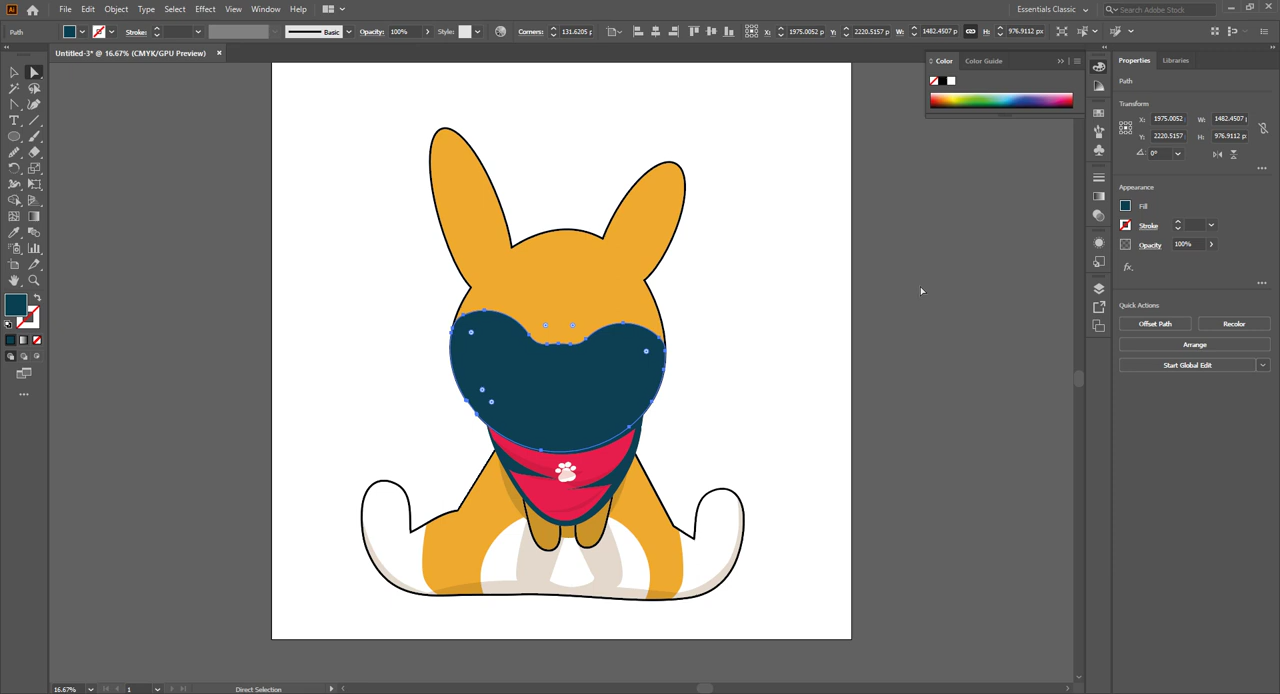 Ai File Edit Object Type Select Effect View Window Help Essentials Classic Search Adobe Stock
Path Stroke: Basic Opacity: 100% Style: Corners: 131.6205 p X: 1975.0052 p Y: 2220.5157 W: 1482.4507 H: 976.9112 px
Untitled-3* @ 16.67% (CMYK/GPU Preview) ×
Color Color Guide
Properties Libraries
Path
Transform
X: 1975.0052 W: 1482.4507 p
Y: 2220.5157 H: 976.9112 p
0°
Appearance
Fill
Stroke
Opacity 100%
fx.
Quick Actions
Offset Path Recolor
Arrange
Start Global Edit
16.67% 1 Direct Selection